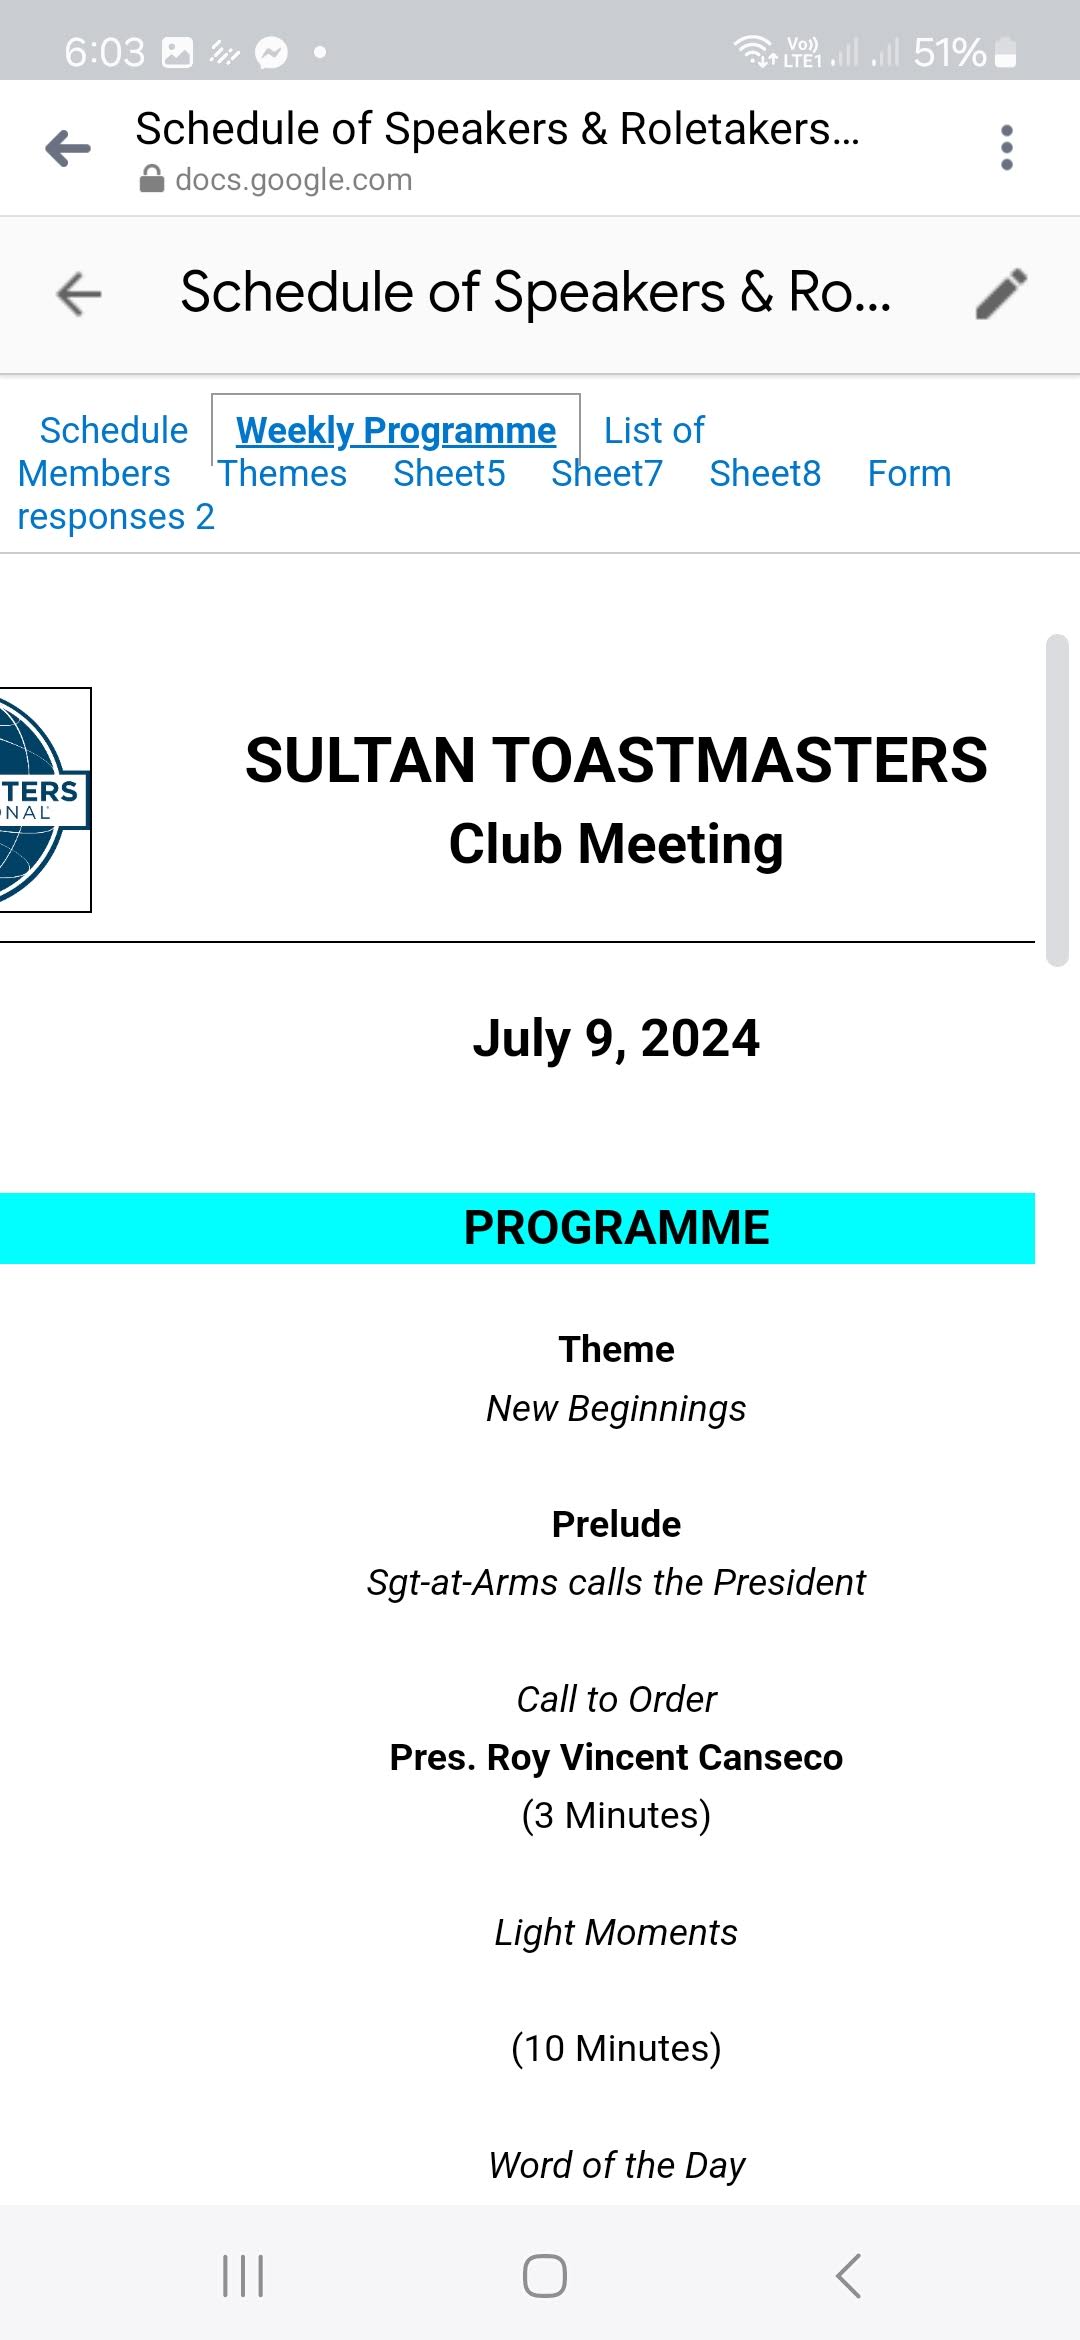 6:03
Vo))
LTE1
51%
Schedule of Speakers & Roletakers...
docs.google.com
Schedule of Speakers & Ro...
Schedule Weekly Programme List of
Members Themes Sheet5 Sheet7 Sheet8 Form
responses 2
TERS
ONAL
SULTAN TOASTMASTERS
Club Meeting
July 9, 2024
PROGRAMME
Theme
New Beginnings
Prelude
Sgt-at-Arms calls the President
Call to Order
Pres. Roy Vincent Canseco
(3 Minutes)
Light Moments
(10 Minutes)
Word of the Day